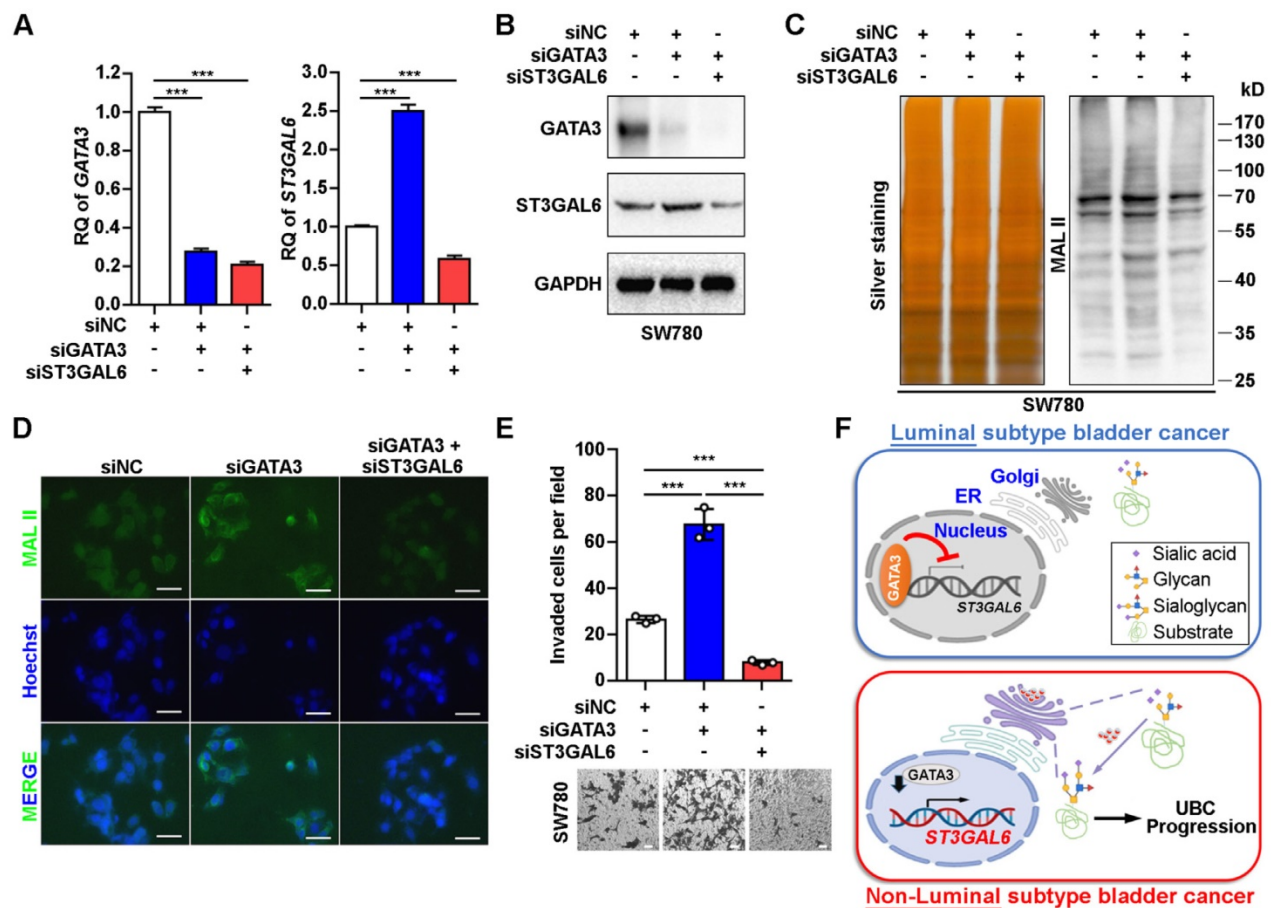 A
RQ of GATA3
1.2
1.0
0.8
0.6
0.4
0.2
0.0
***
***
siNC + + -
siGATA3 - + +
siST3GAL6 - - +
RQ of ST3GAL6
3.0
2.5
2.0
1.5
1.0
0.5
0.0
***
***
+ + -
- + +
- - +
B
siNC + + -
siGATA3 - + +
siST3GAL6 - - +
GATA3
ST3GAL6
GAPDH
SW780
C
siNC + + - + + -
siGATA3 - + + - + +
siST3GAL6 - - + - - +
Silver staining
MAL II
kD
170
130
100
70
55
40
35
25
SW780
D
siNC
siGATA3
siGATA3 +
siST3GAL6
MAL II
Hoechst
MERGE
E
Invaded cells per field
100
80
60
40
20
0
***
*** ***
siNC + + -
siGATA3 - + +
siST3GAL6 - - +
SW780
F
Luminal subtype bladder cancer
Golgi
ER
Nucleus
GATA3
ST3GAL6
Sialic acid
Glycan
Sialoglycan
Substrate
GATA3
ST3GAL6
UBC
Progression
Non-Luminal subtype bladder cancer